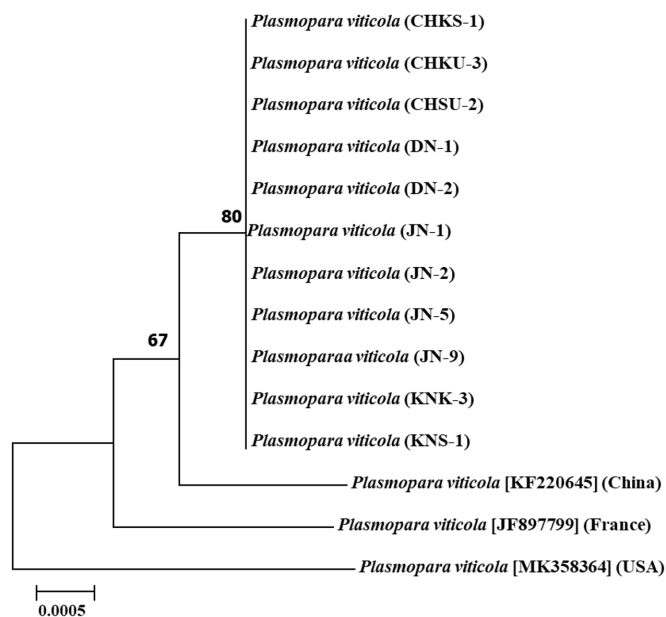 Plasmopara viticola (CHKS-1)
Plasmopara viticola (CHKU-3)
Plasmopara viticola (CHSU-2)
Plasmopara viticola (DN-1)
Plasmopara viticola (DN-2)
80
Plasmopara viticola (JN-1)
Plasmopara viticola (JN-2)
Plasmopara viticola (JN-5)
67
Plasmoparaa viticola (JN-9)
Plasmopara viticola (KNK-3)
Plasmopara viticola (KNS-1)
Plasmopara viticola [KF220645] (China)
Plasmopara viticola [JF897799] (France)
Plasmopara viticola [MK358364] (USA)
0.0005